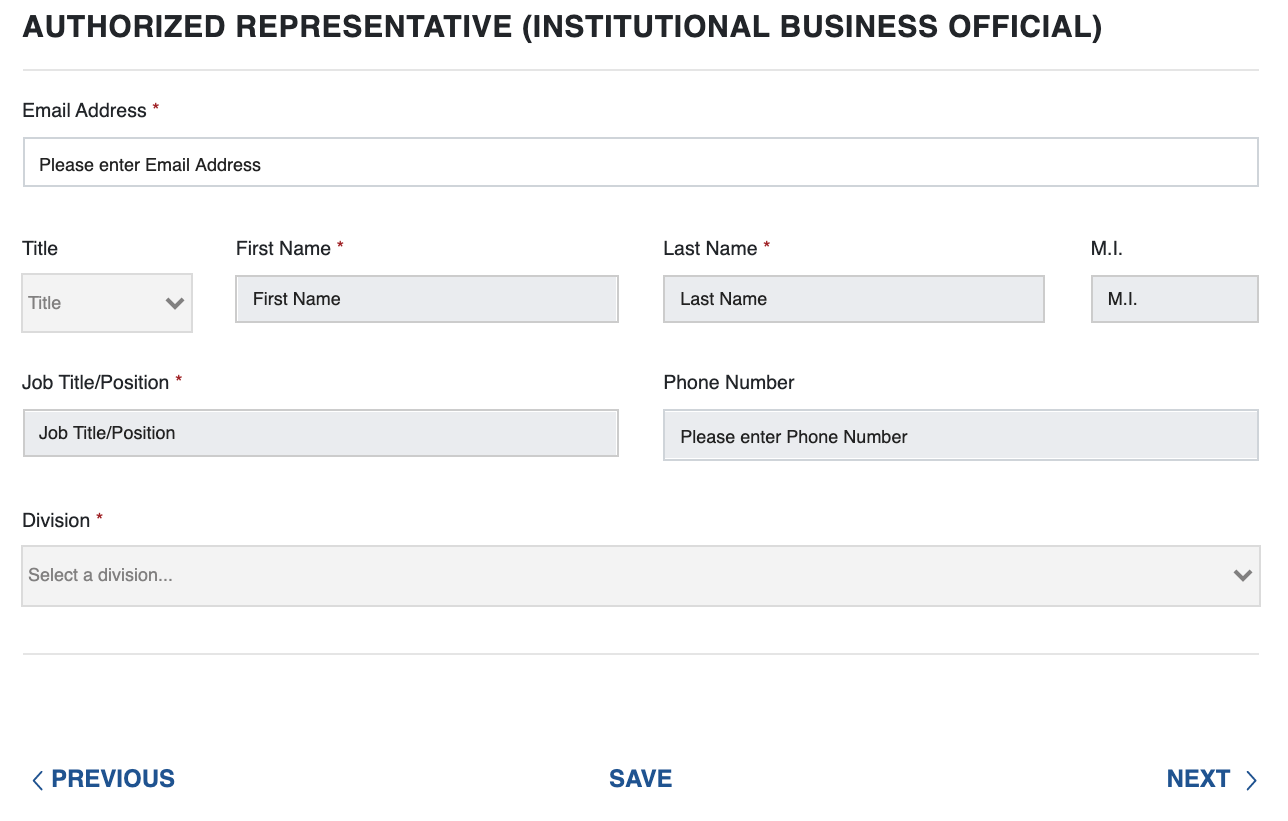 AUTHORIZED REPRESENTATIVE (INSTITUTIONAL BUSINESS OFFICIAL)
Email Address *
Please enter Email Address
Title First Name * Last Name * M.I.
Title First Name Last Name M.I.
Job Title/Position * Phone Number
Job Title/Position Please enter Phone Number
Division *
Select a division...
PREVIOUS SAVE NEXT